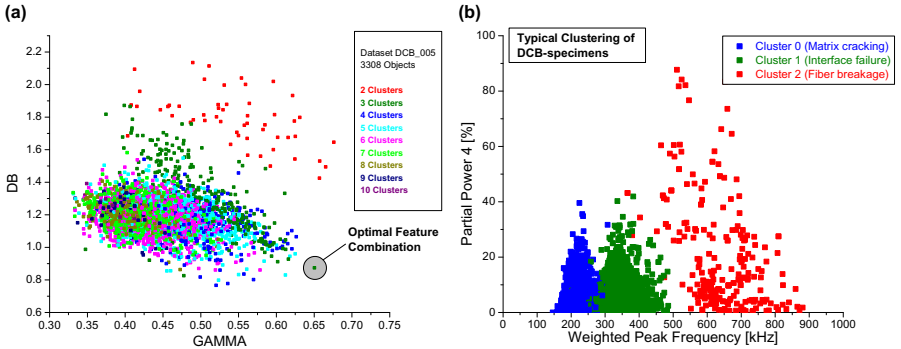 (a)
2.2
2.0
1.8
1.6
1.4
1.2
1.0
0.8
0.6
DB
0.30
0.35
0.40
0.45
0.50
0.55
0.60
0.65
0.70
0.75
GAMMA
Dataset DCB_005
3308 Objects
2 Clusters
3 Clusters
4 Clusters
5 Clusters
6 Clusters
7 Clusters
8 Clusters
9 Clusters
10 Clusters
Optimal Feature
Combination
(b)
100
80
60
40
20
0
Partial Power 4 [%]
0
100
200
300
400
500
600
700
800
900
1000
Weighted Peak Frequency [kHz]
Typical Clustering of
DCB-specimens
Cluster 0 (Matrix cracking)
Cluster 1 (Interface failure)
Cluster 2 (Fiber breakage)